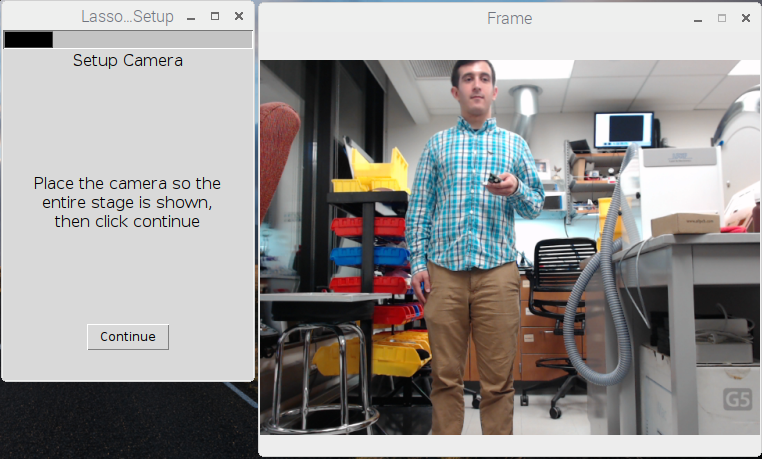 Lasso...Setup
Setup Camera
Place the camera so the
entire stage is shown,
then click continue
Continue
Frame
G5